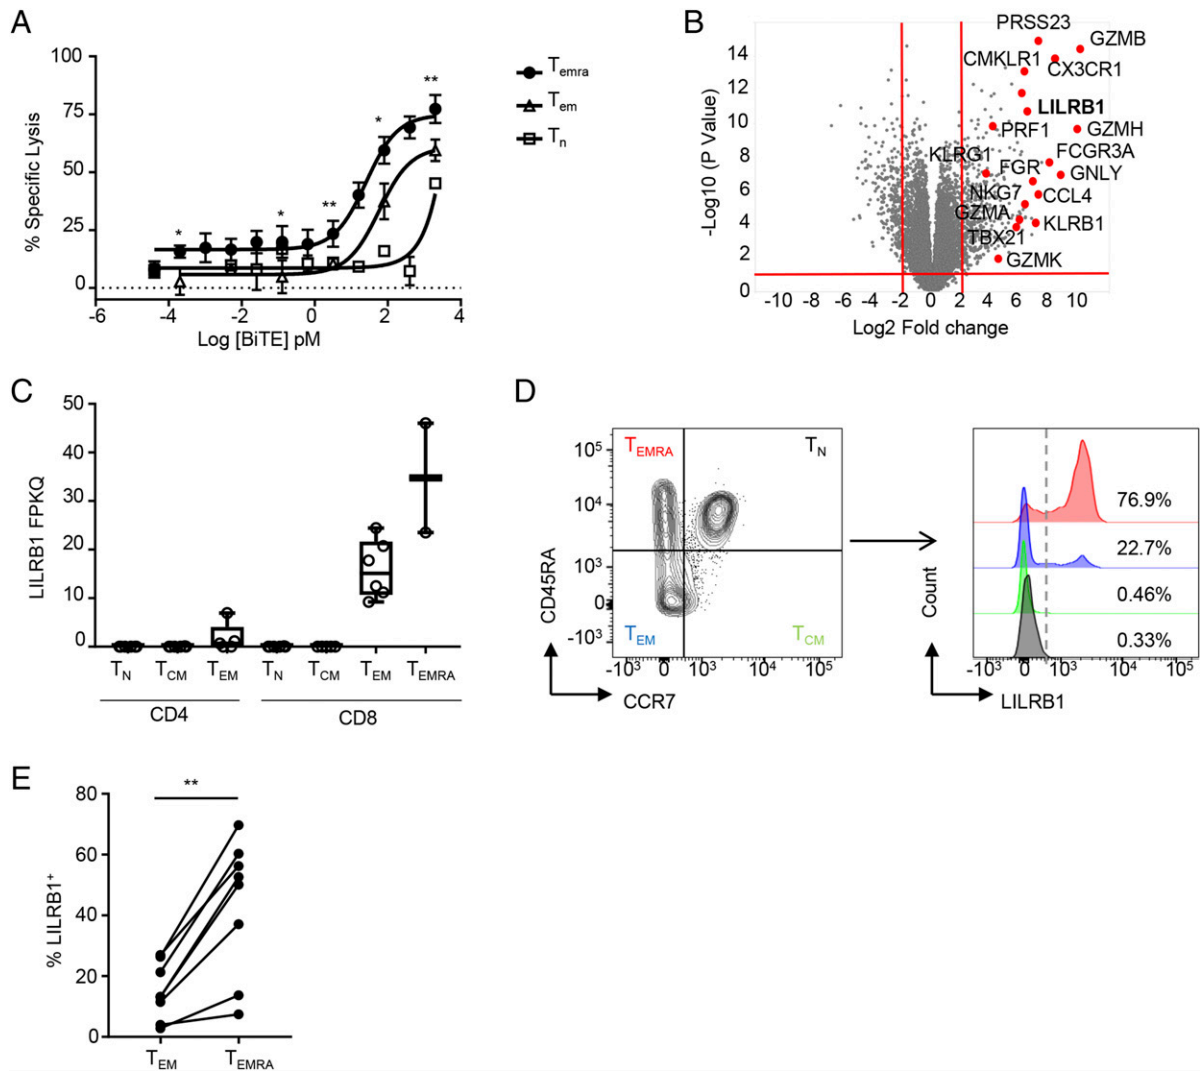 A
% Specific Lysis
100
75
50
25
0
-6
-4
-2
0
2
4
Log [BiTE] pM
*
*
**
*
**
Temra
Tem
Tn
B
-Log10 (P Value)
14
12
10
8
6
4
2
0
-10
-8
-6
-4
-2
0
2
4
6
8
10
Log2 Fold change
PRSS23
GZMB
CMKLR1
CX3CR1
LILRB1
PRF1
GZMH
KLRG1
FCGR3A
FGR
GNLY
NKG7
CCL4
GZMA
KLRB1
TBX21
GZMK
C
LILRB1 FPKQ
50
40
30
20
10
0
TN
TCM
TEM
TN
TCM
TEM
TEMRA
CD4
CD8
D
CD45RA
10⁵
10⁴
10³
0
-10³
TEMRA
TN
TEM
TCM
-10³
0
10³
10⁴
10⁵
CCR7
Count
76.9%
22.7%
0.46%
0.33%
-10³
0
10³
10⁴
10⁵
LILRB1
E
% LILRB1⁺
80
60
40
20
0
**
TEM
TEMRA